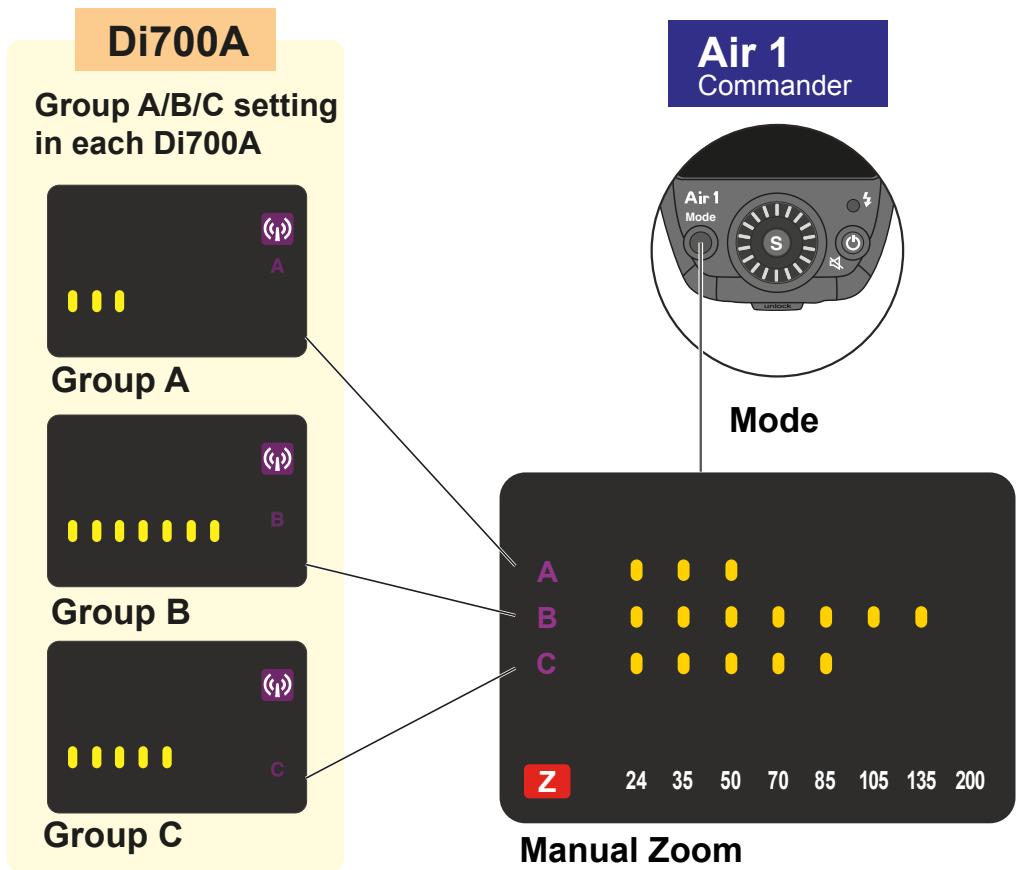 Di700A
Group A/B/C setting
in each Di700A
A
Group A
B
Group B
C
Group C
Air 1
Commander
Air 1
Mode
S
unlock
Mode
A
B
C
Z 24 35 50 70 85 105 135 200
Manual Zoom